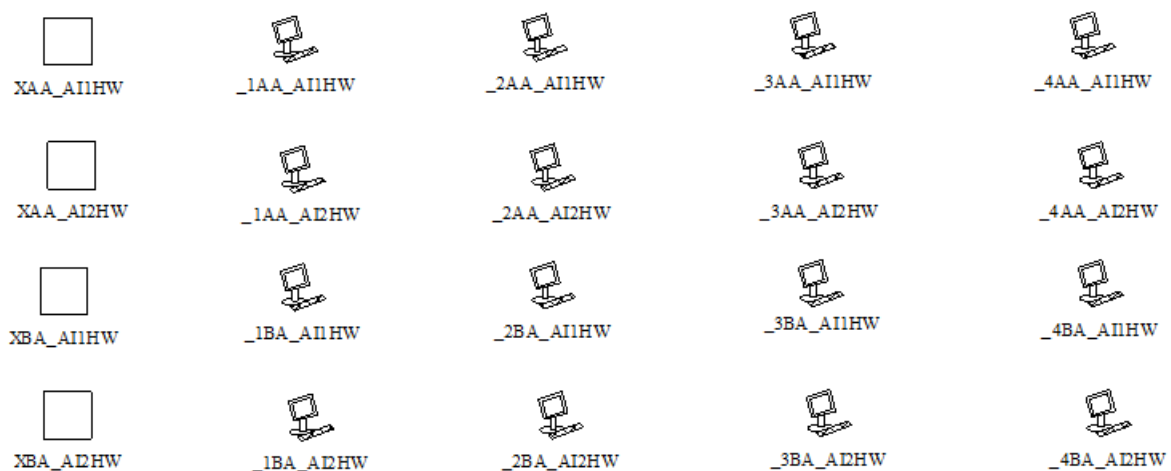 XAA_AI1HW _1AA_AI1HW _2AA_AI1HW _3AA_AI1HW _4AA_AI1HW
XAA_AI2HW _1AA_AI2HW _2AA_AI2HW _3AA_AI2HW _4AA_AI2HW
XBA_AI1HW _1BA_AI1HW _2BA_AI1HW _3BA_AI1HW _4BA_AI1HW
XBA_AI2HW _1BA_AI2HW _2BA_AI2HW _3BA_AI2HW _4BA_AI2HW